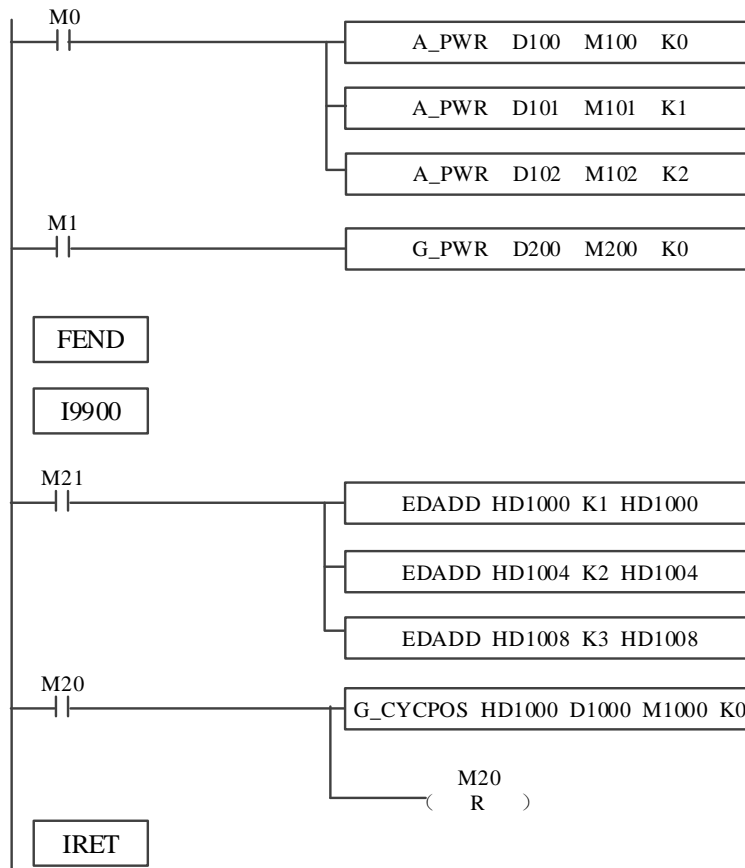 M0
A_PWR D100 M100 K0
A_PWR D101 M101 K1
A_PWR D102 M102 K2
M1
G_PWR D200 M200 K0
FEND
I9900
M21
EDADD HD1000 K1 HD1000
EDADD HD1004 K2 HD1004
EDADD HD1008 K3 HD1008
M20
G_CYCPOS HD1000 D1000 M1000 K0
M20
( R )
IRET